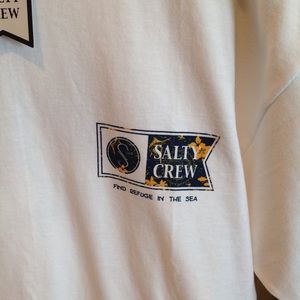 EW
S
SALTY
CREW
FIND REFUGE IN THE SEA